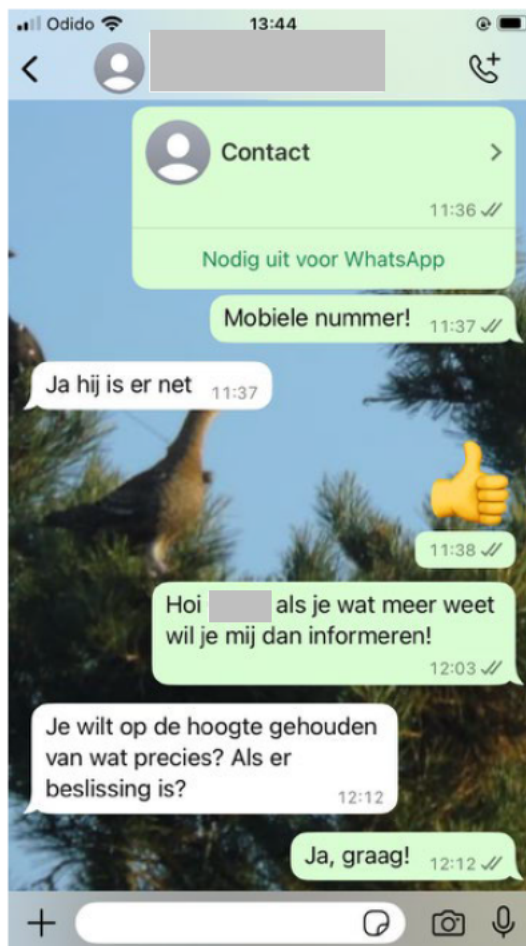 Odido 13:44
Contact
11:36
Nodig uit voor WhatsApp
Mobiele nummer! 11:37
Ja hij is er net 11:37
11:38
Hoi als je wat meer weet
wil je mij dan informeren!
12:03
Je wilt op de hoogte gehouden
van wat precies? Als er
beslissing is?
12:12
Ja, graag! 12:12